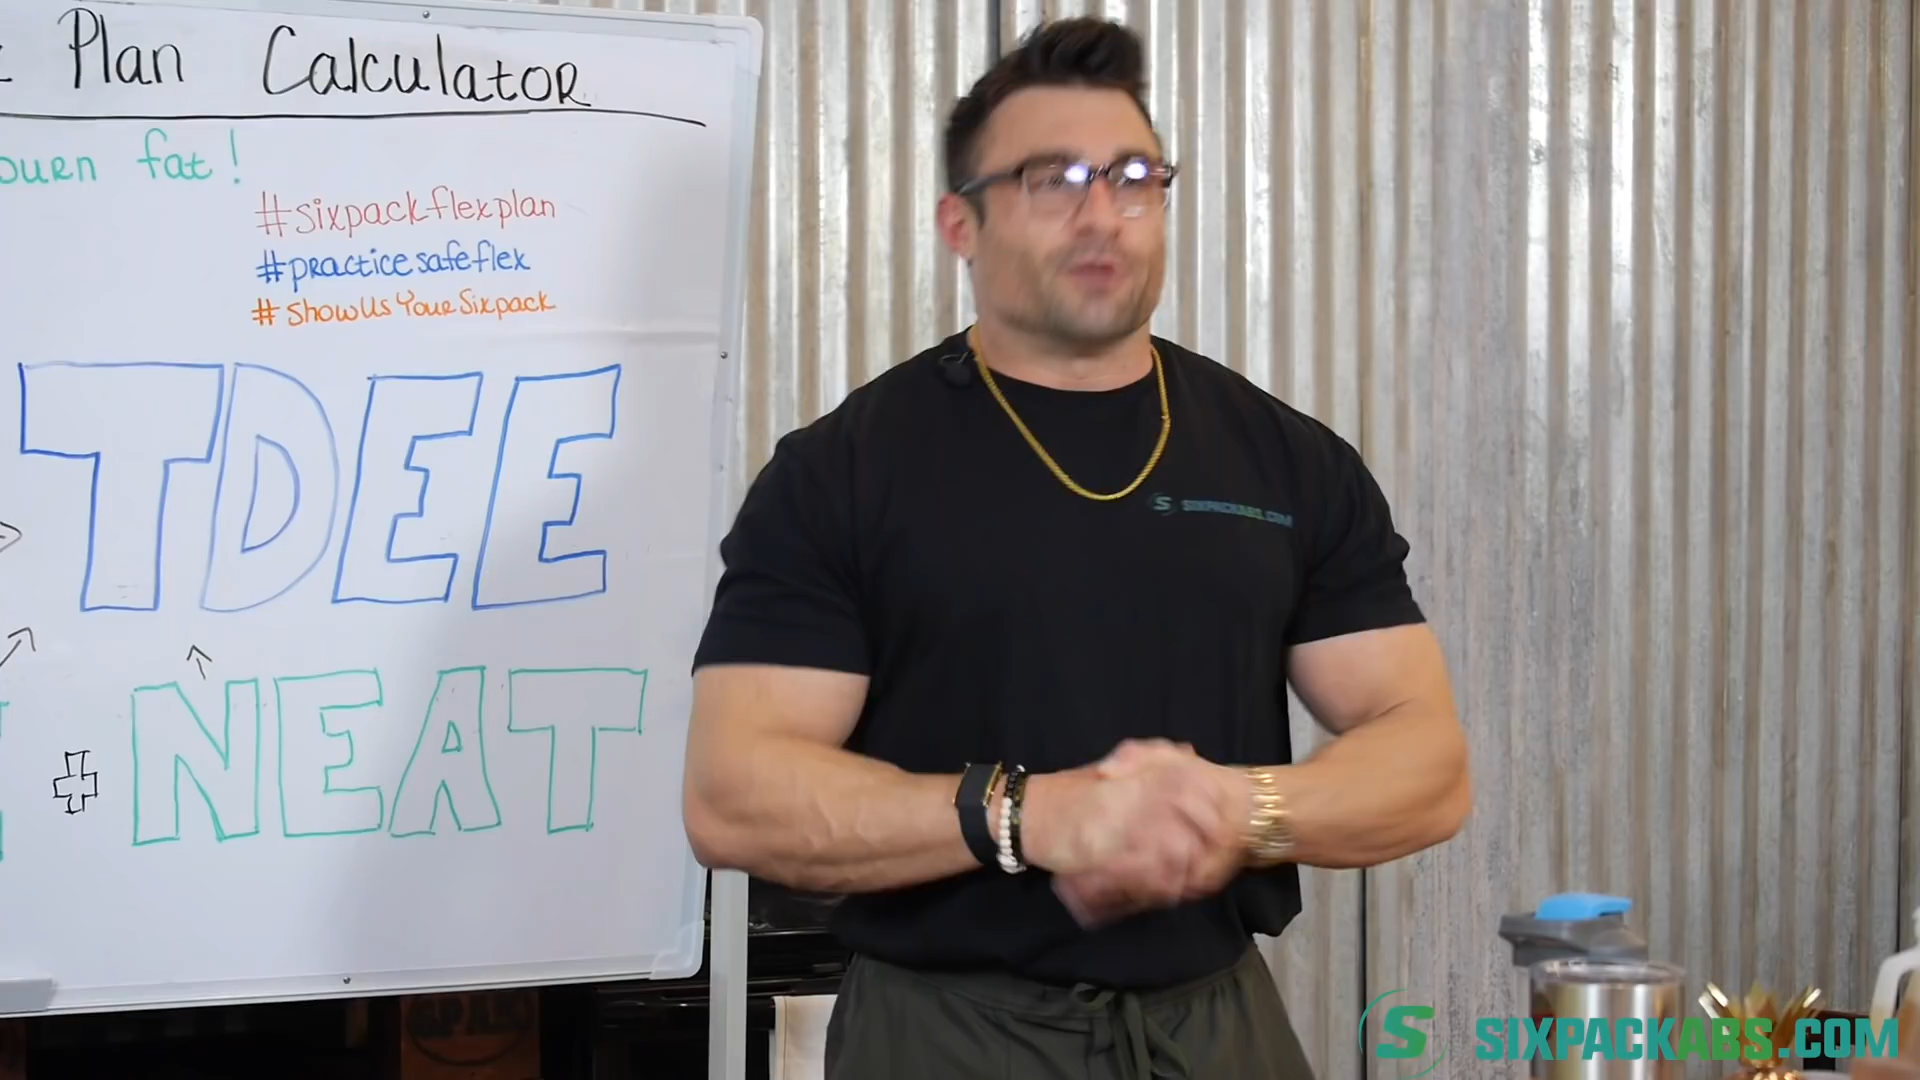 Plan Calculator
burn fat!
#sixpackflexplan
#practicesafeflex
#ShowUsYourSixpack
TDEE
+ NEAT
S SIXPACKABS.COM
S SIXPACKABS.COM